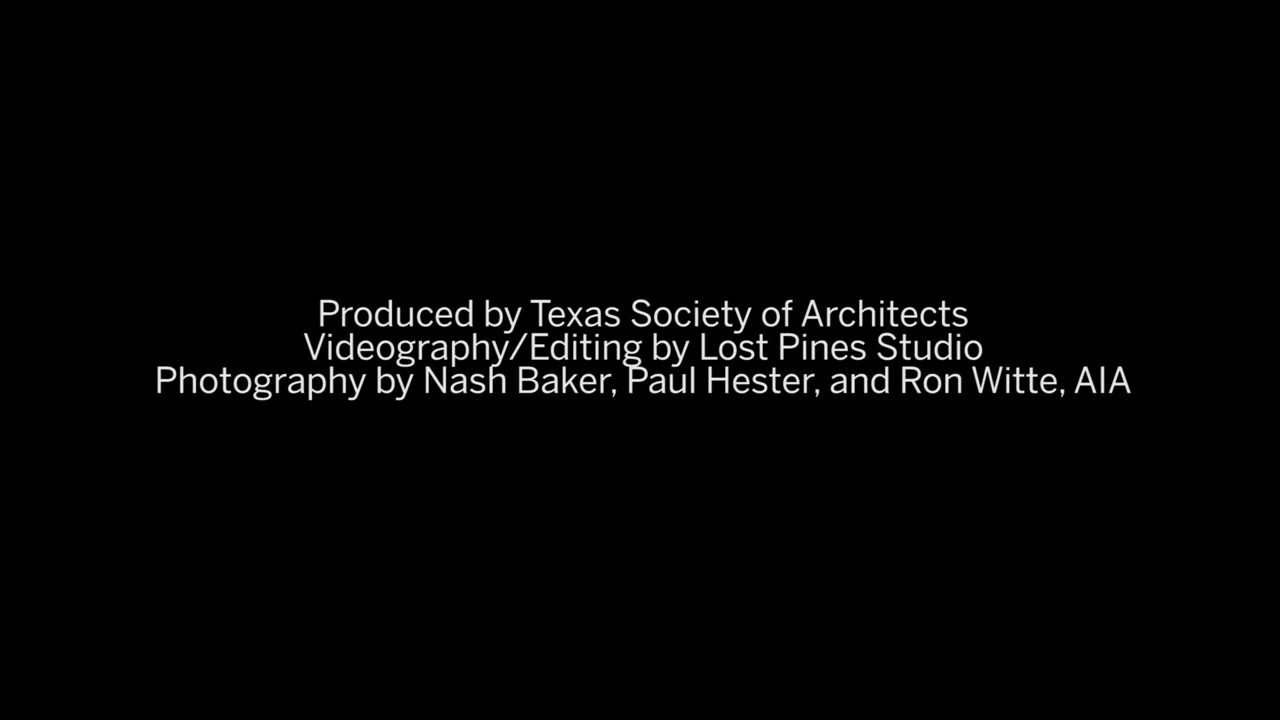 Produced by Texas Society of Architects
Videography/Editing by Lost Pines Studio
Photography by Nash Baker, Paul Hester, and Ron Witte, AIA